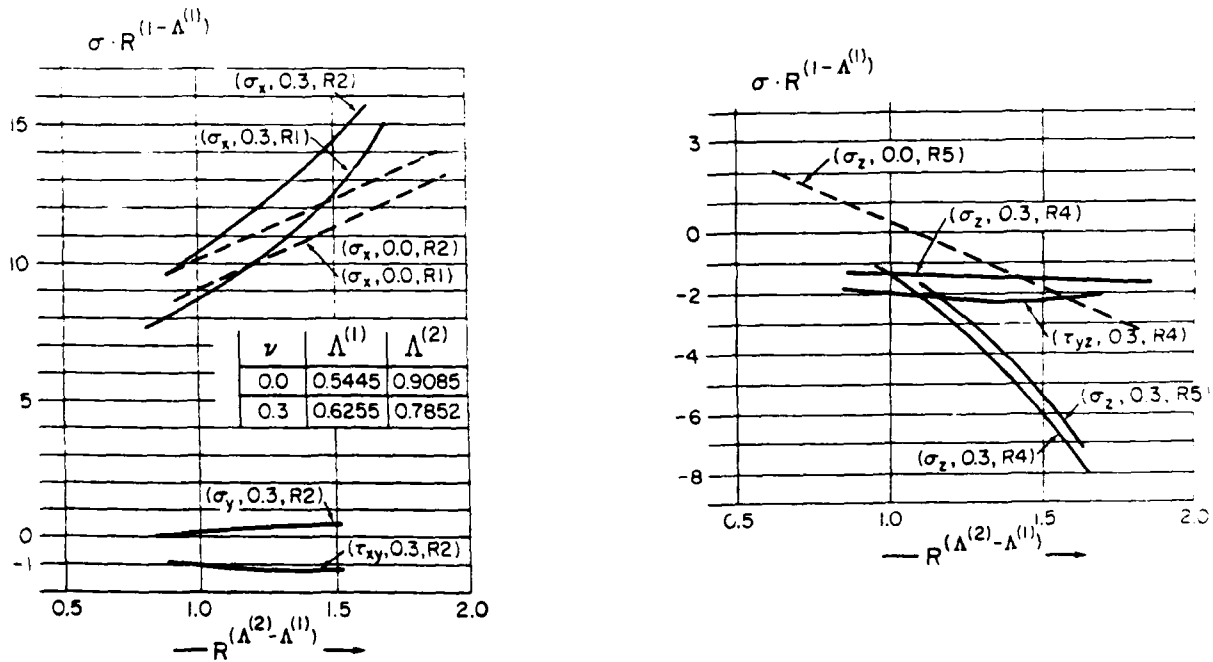 σ · R^(1-Λ^(1))
(σx, 0.3, R2)
15
(σx, 0.3, R1)
10
(σx, 0.0, R2)
(σx, 0.0, R1)
ν Λ^(1) Λ^(2)
0.0 0.5445 0.9085
0.3 0.6255 0.7852
5
(σy, 0.3, R2)
0
(τxy, 0.3, R2)
-1
0.5 1.0 1.5 2.0
R^(Λ^(2)-Λ^(1))
σ · R^(1-Λ^(1))
3
(σz, 0.0, R5)
(σz, 0.3, R4)
0
-2
(τyz, 0.3, R4)
-4
(σz, 0.3, R5)
-6
(σz, 0.3, R4)
-8
0.5 1.0 1.5 2.0
R^(Λ^(2)-Λ^(1))